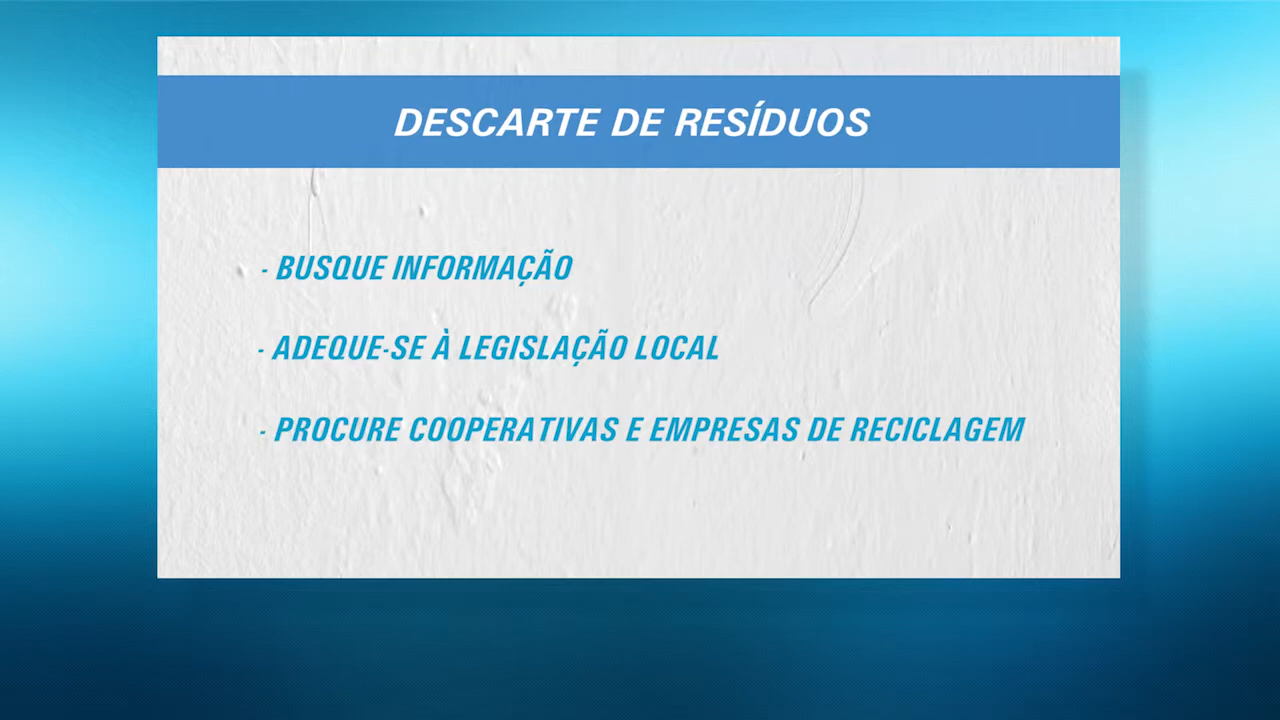 DESCARTE DE RESÍDUOS
- BUSQUE INFORMAÇÃO
- ADEQUE-SE À LEGISLAÇÃO LOCAL
- PROCURE COOPERATIVAS E EMPRESAS DE RECICLAGEM